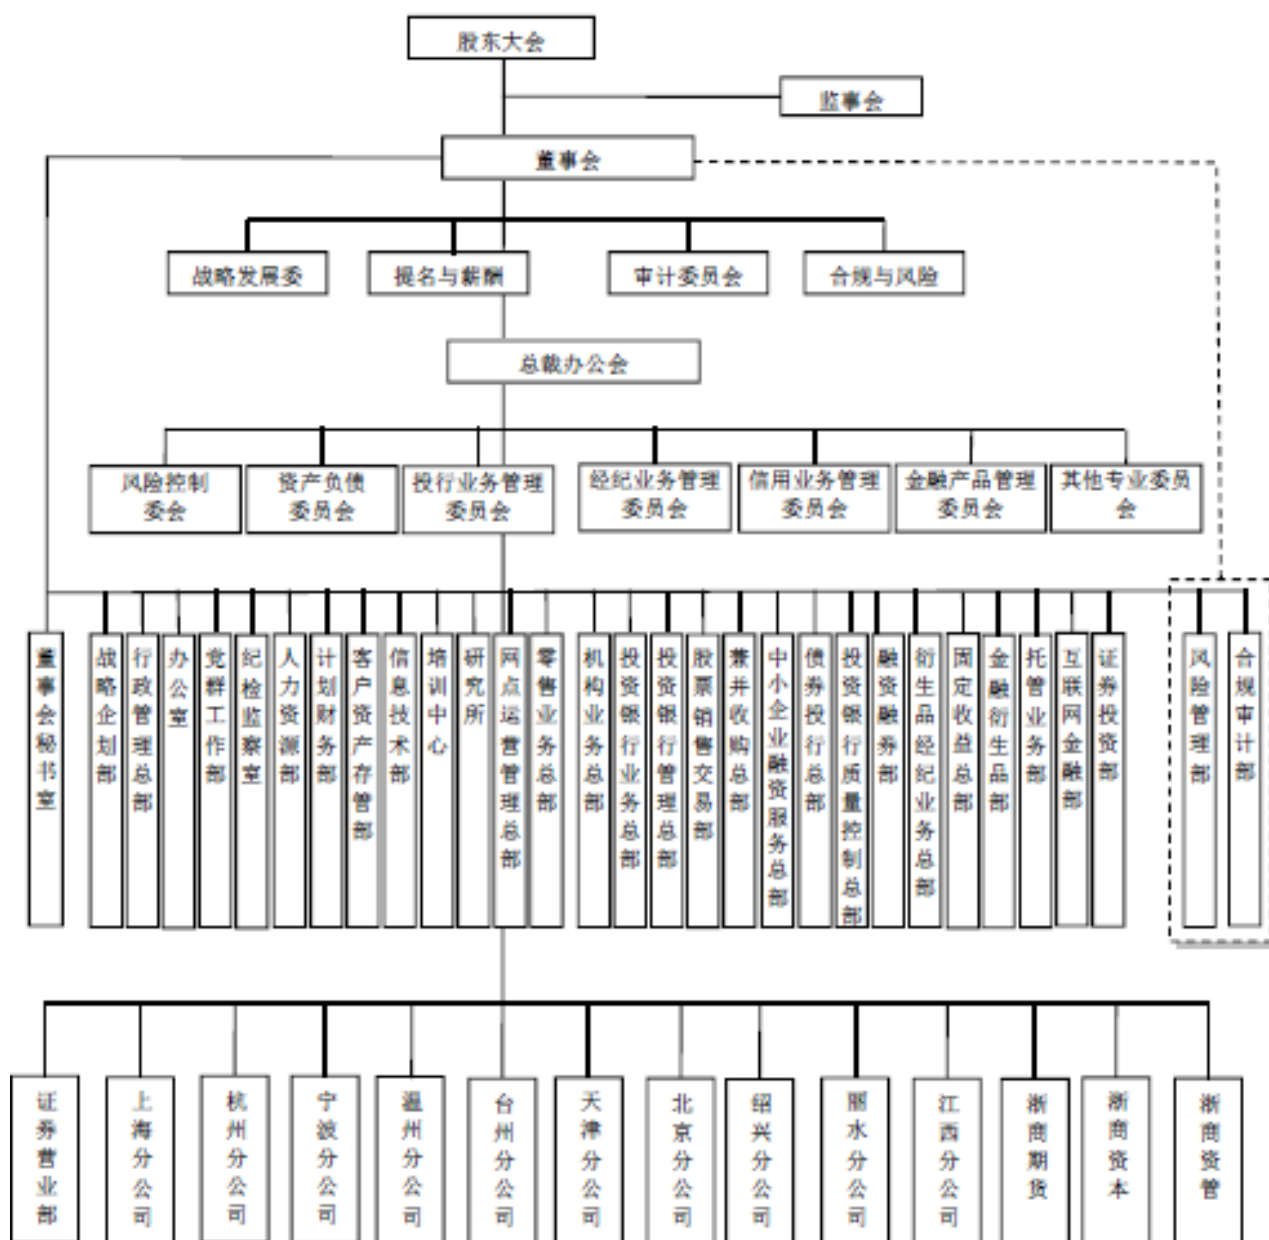 股东大会
监事会
董事会
战略发展委
提名与薪酬
审计委员会
合规与风险
总裁办公会
风险控制
委会
资产负债
委员会
投行业务管理
委员会
经纪业务管理
委员会
信用业务管理
委员会
金融产品管理
委员会
其他专业委员
会
董事会秘书室
战略企划部
行政管理总部
办公室
党群工作部
纪检监察室
人力资源部
计划财务部
客户资产存管部
信息技术部
培训中心
研究所
网点运营管理总部
零售业务总部
机构业务总部
投资银行业务总部
投资银行管理总部
股票销售交易部
兼并收购总部
中小企业融资服务总部
债券投行总部
投资银行质量控制总部
融资融券部
衍生品经纪业务总部
固定收益总部
金融衍生品部
托管业务部
互联网金融部
证券投资部
风险管理部
合规审计部
证券营业部
上海分公司
杭州分公司
宁波分公司
温州分公司
台州分公司
天津分公司
北京分公司
绍兴分公司
丽水分公司
江西分公司
浙商期货
浙商资本
浙商资管